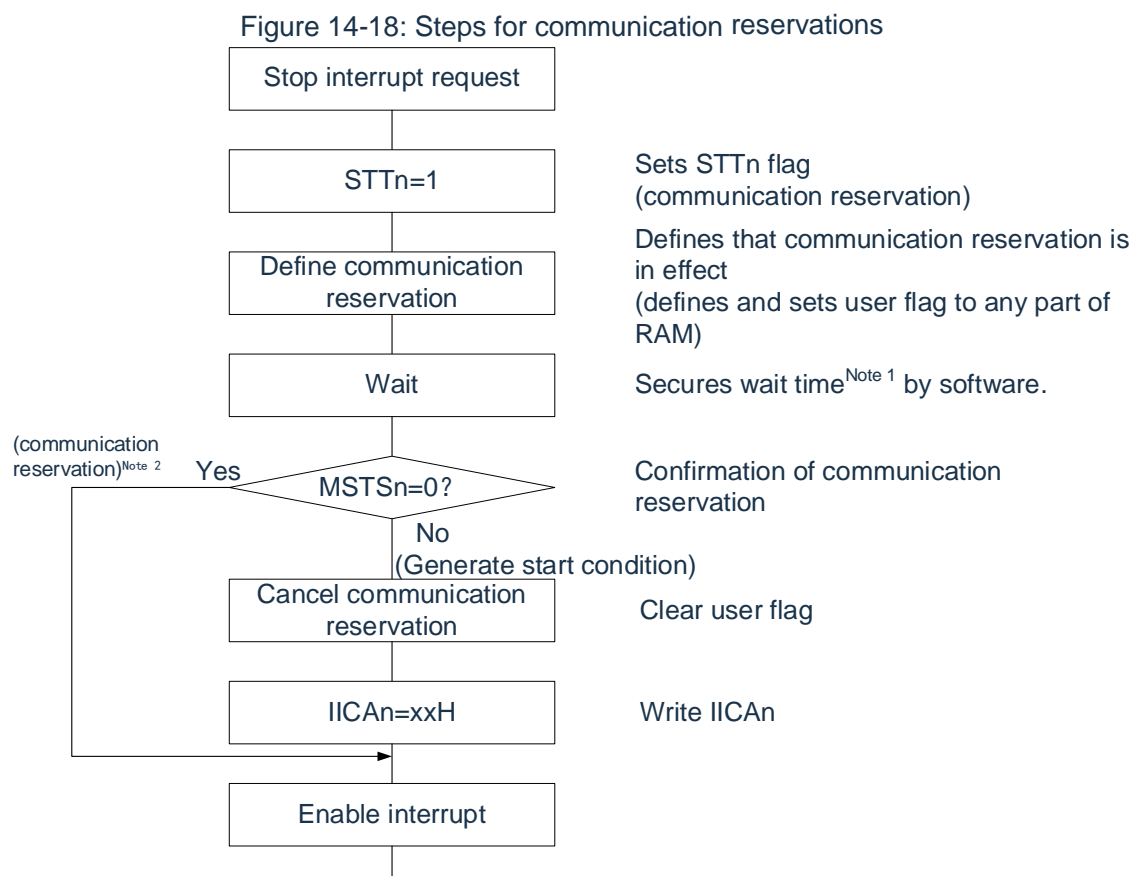 Figure 14-18: Steps for communication reservations
Stop interrupt request
STTn=1
Sets STTn flag
(communication reservation)
Define communication
reservation
Defines that communication reservation is
in effect
(defines and sets user flag to any part of
RAM)
Wait
Secures wait timeNote 1 by software.
(communication
reservation)Note 2
Yes
MSTSn=0?
Confirmation of communication
reservation
No
(Generate start condition)
Cancel communication
reservation
Clear user flag
IICAn=xxH
Write IICAn
Enable interrupt